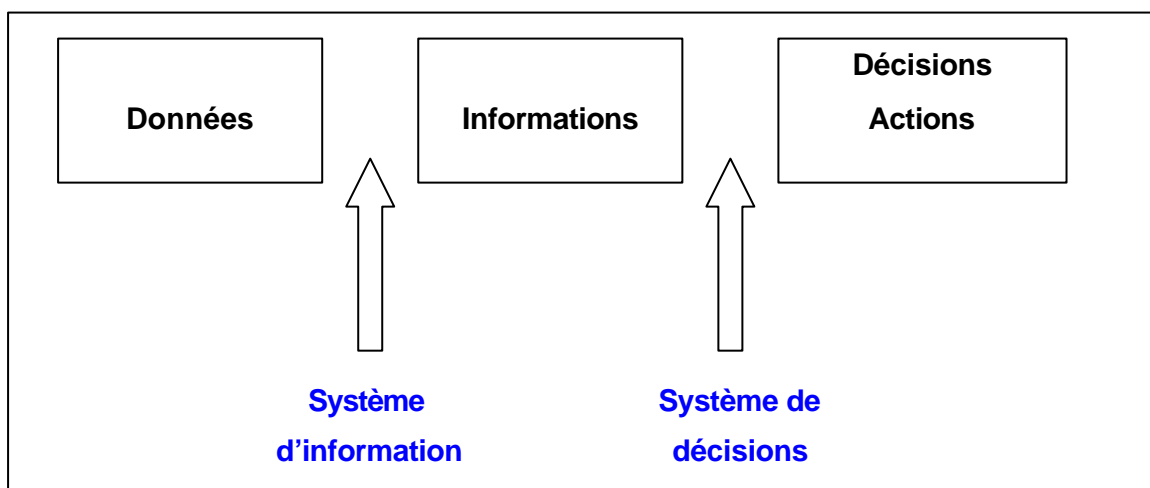 Données
Informations
Décisions
Actions
Système
d’information
Système de
décisions